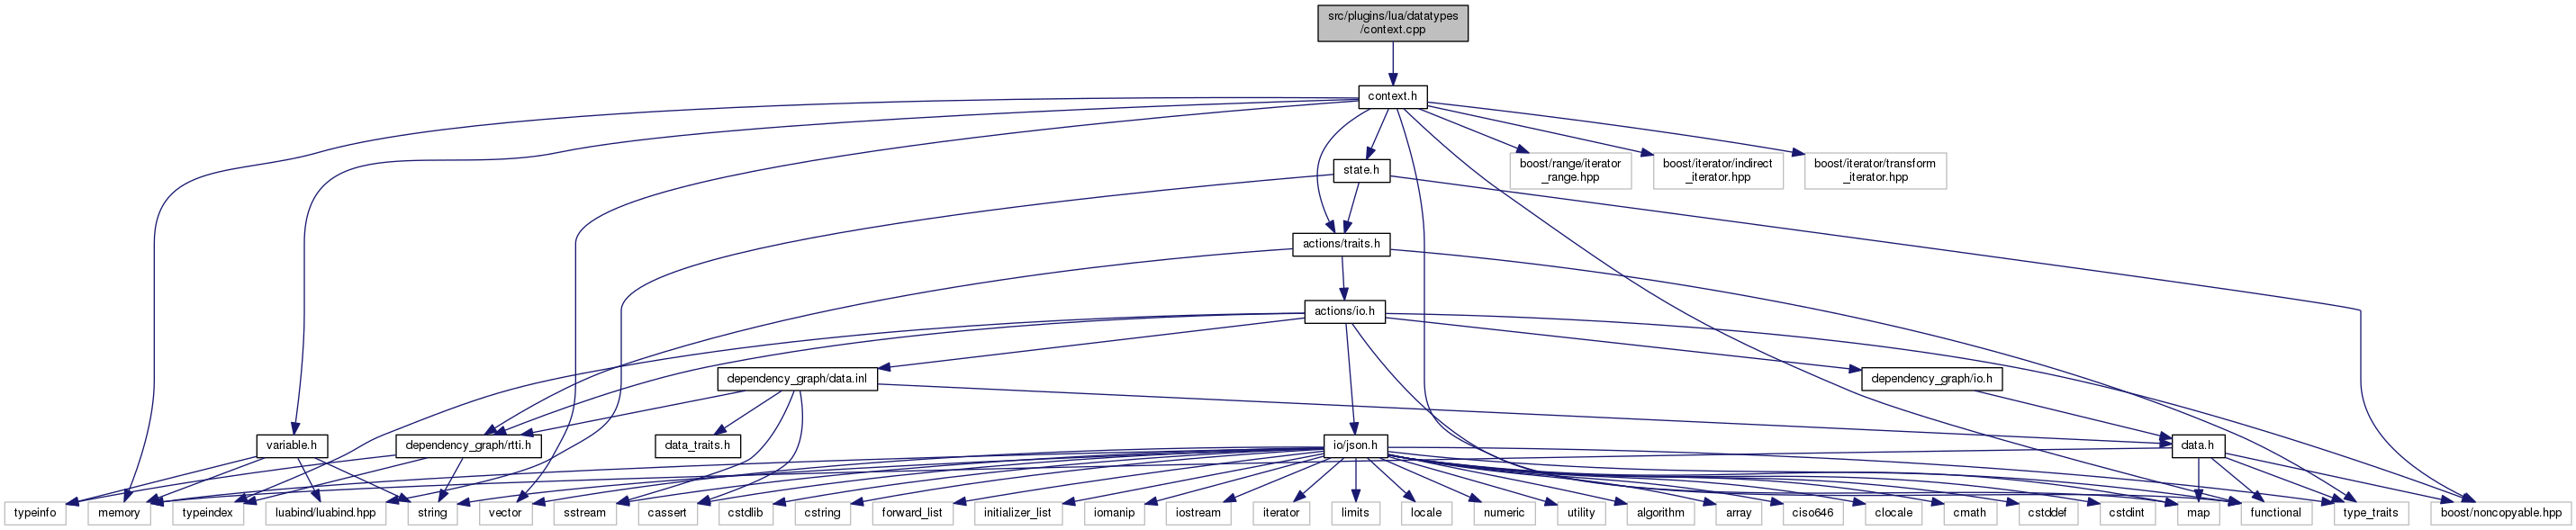 src/plugins/lua/datatypes
/context.cpp
context.h
state.h
boost/range/iterator
_range.hpp
boost/iterator/indirect
_iterator.hpp
boost/iterator/transform
_iterator.hpp
actions/traits.h
actions/io.h
dependency_graph/data.inl
dependency_graph/io.h
variable.h
dependency_graph/rtti.h
data_traits.h
io/json.h
data.h
typeinfo
memory
typeindex
luabind/luabind.hpp
string
vector
sstream
cassert
cstdlib
cstring
forward_list
initializer_list
iomanip
iostream
iterator
limits
locale
numeric
utility
algorithm
array
ciso646
clocale
cmath
cstddef
cstdint
map
functional
type_traits
boost/noncopyable.hpp